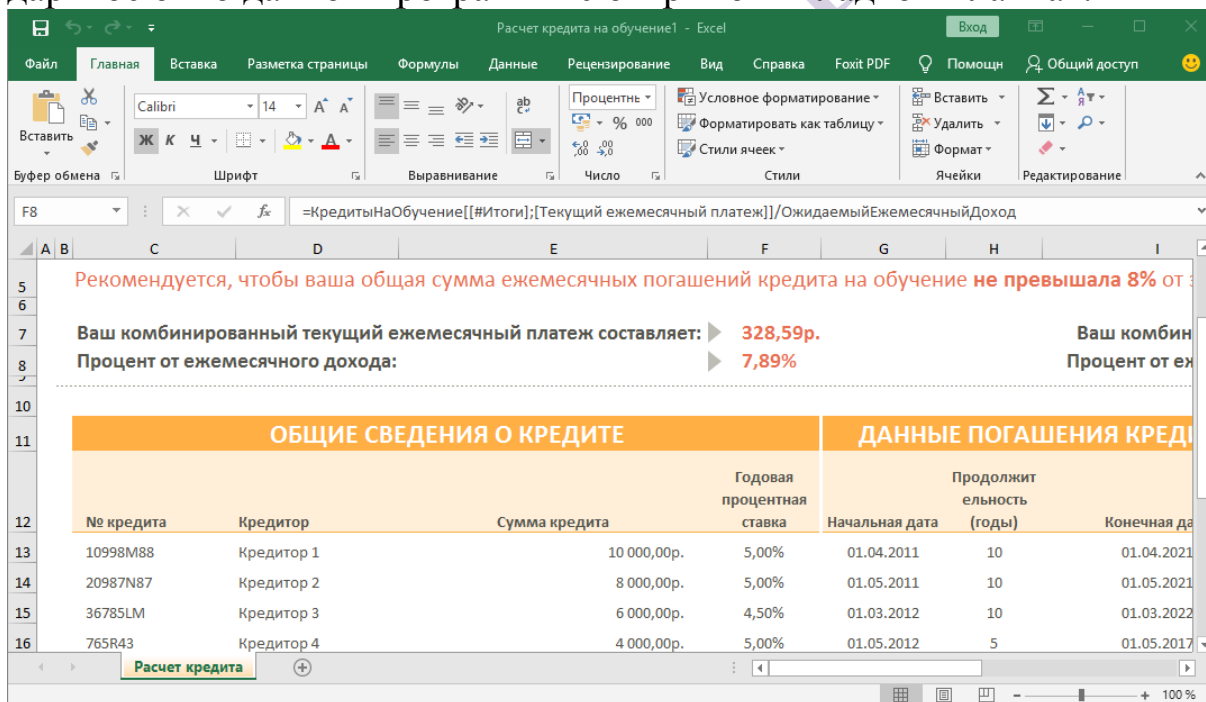 Расчет кредита на обучение1 - Excel Вход
Файл Главная Вставка Разметка страницы Формулы Данные Рецензирование Вид Справка Foxit PDF Помощн Общий доступ
Calibri 14 A A Процентнь Условное форматирование Вставить Σ
Вставить Ж К Ч % 000 Форматировать как таблицу Удалить
Стили ячеек Формат
Буфер обмена Шрифт Выравнивание Число Стили Ячейки Редактирование
F8 fx =КредитыНаОбучение[[#Итоги];[Текущий ежемесячный платеж]]/ОжидаемыйЕжемесячныйДоход
A B C D E F G H I
5 Рекомендуется, чтобы ваша общая сумма ежемесячных погашений кредита на обучение не превышала 8% от
6
7 Ваш комбинированный текущий ежемесячный платеж составляет: 328,59р. Ваш комбин
8 Процент от ежемесячного дохода: 7,89% Процент от еж
10
11 ОБЩИЕ СВЕДЕНИЯ О КРЕДИТЕ ДАННЫЕ ПОГАШЕНИЯ КРЕДИ
Годовая Продолжит
процентная ельность
12 № кредита Кредитор Сумма кредита ставка Начальная дата (годы) Конечная да
13 10998M88 Кредитор 1 10 000,00р. 5,00% 01.04.2011 10 01.04.2021
14 20987N87 Кредитор 2 8 000,00р. 5,00% 01.05.2011 10 01.05.2021
15 36785LM Кредитор 3 6 000,00р. 4,50% 01.03.2012 10 01.03.2022
16 765R43 Кредитор 4 4 000,00р. 5,00% 01.05.2012 5 01.05.2017
Расчет кредита
100 %